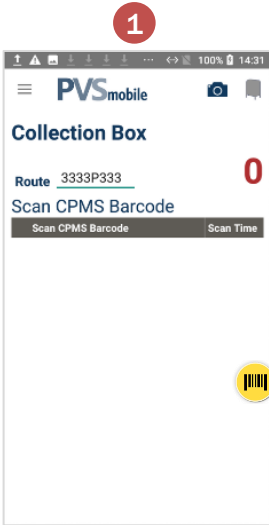 1
100% 14:31
PVSmobile
Collection Box
Route 3333P333 0
Scan CPMS Barcode
Scan CPMS Barcode Scan Time